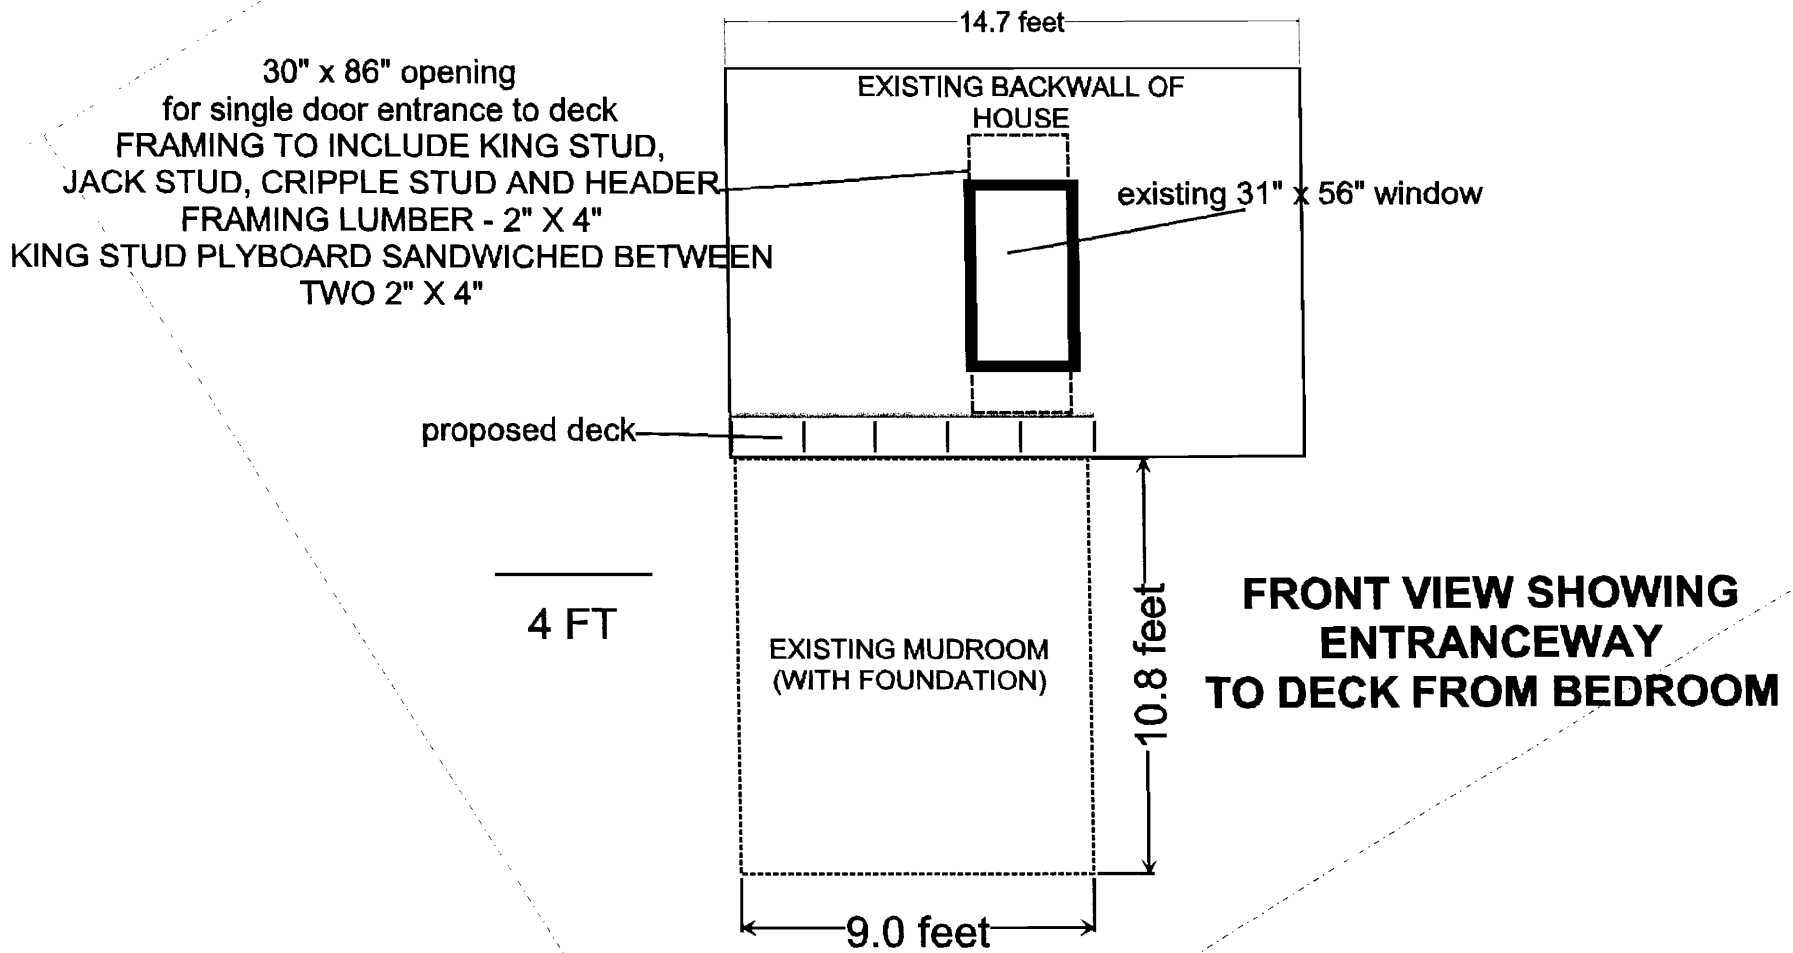 14.7 feet
30" x 86" opening
for single door entrance to deck
FRAMING TO INCLUDE KING STUD,
JACK STUD, CRIPPLE STUD AND HEADER
FRAMING LUMBER - 2" X 4"
KING STUD PLYBOARD SANDWICHED BETWEEN
TWO 2" X 4"
EXISTING BACKWALL OF
HOUSE
existing 31" x 56" window
proposed deck
4 FT
EXISTING MUDROOM
(WITH FOUNDATION)
10.8 feet
9.0 feet
FRONT VIEW SHOWING
ENTRANCEWAY
TO DECK FROM BEDROOM